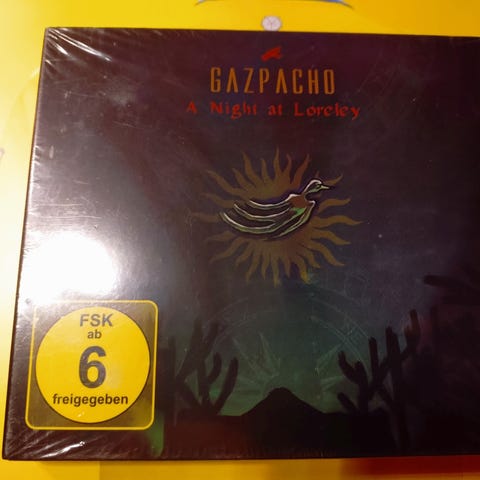 GAZPACHO
A Night at Loreley
FSK
ab
6
freigegeben